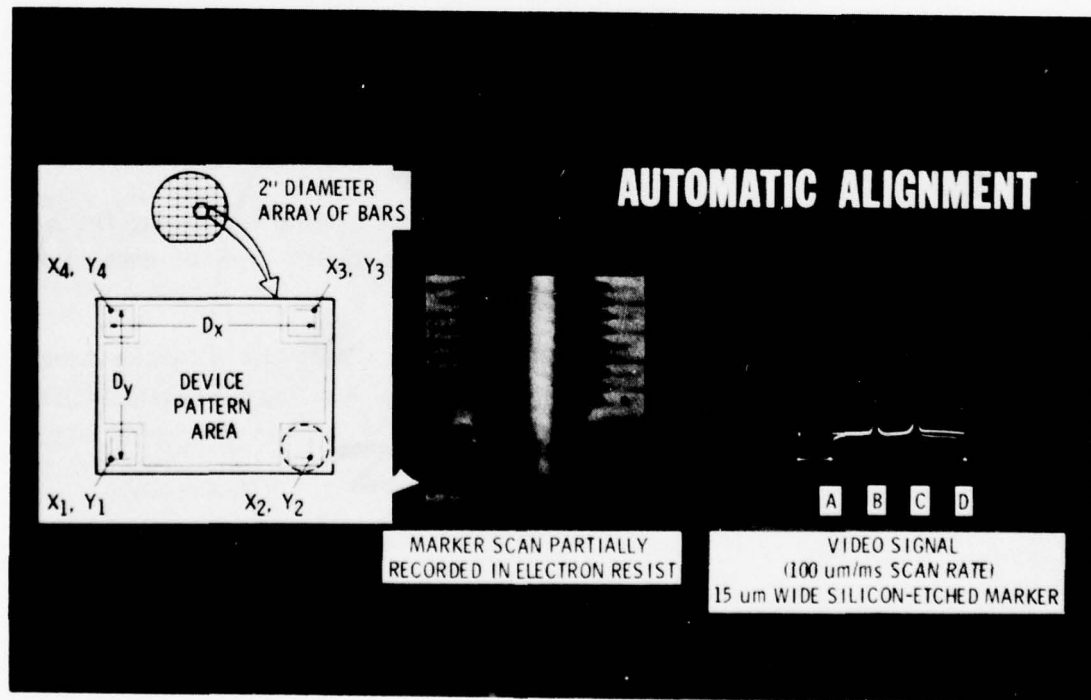 AUTOMATIC ALIGNMENT
2" DIAMETER
ARRAY OF BARS
X4, Y4
X3, Y3
Dx
Dy
DEVICE
PATTERN
AREA
X1, Y1
X2, Y2
MARKER SCAN PARTIALLY
RECORDED IN ELECTRON RESIST
A B C D
VIDEO SIGNAL
(100 um/ms SCAN RATE)
15 um WIDE SILICON-ETCHED MARKER